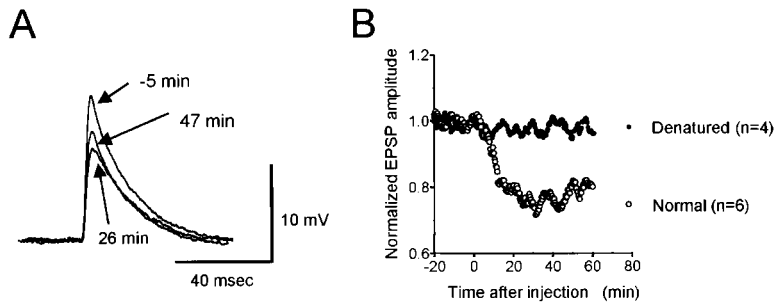 A
-5 min
47 min
26 min
10 mV
40 msec
B
Normalized EPSP amplitude
1.2
1.0
0.8
0.6
-20
0
20
40
60
80
Time after injection (min)
Denatured (n=4)
Normal (n=6)